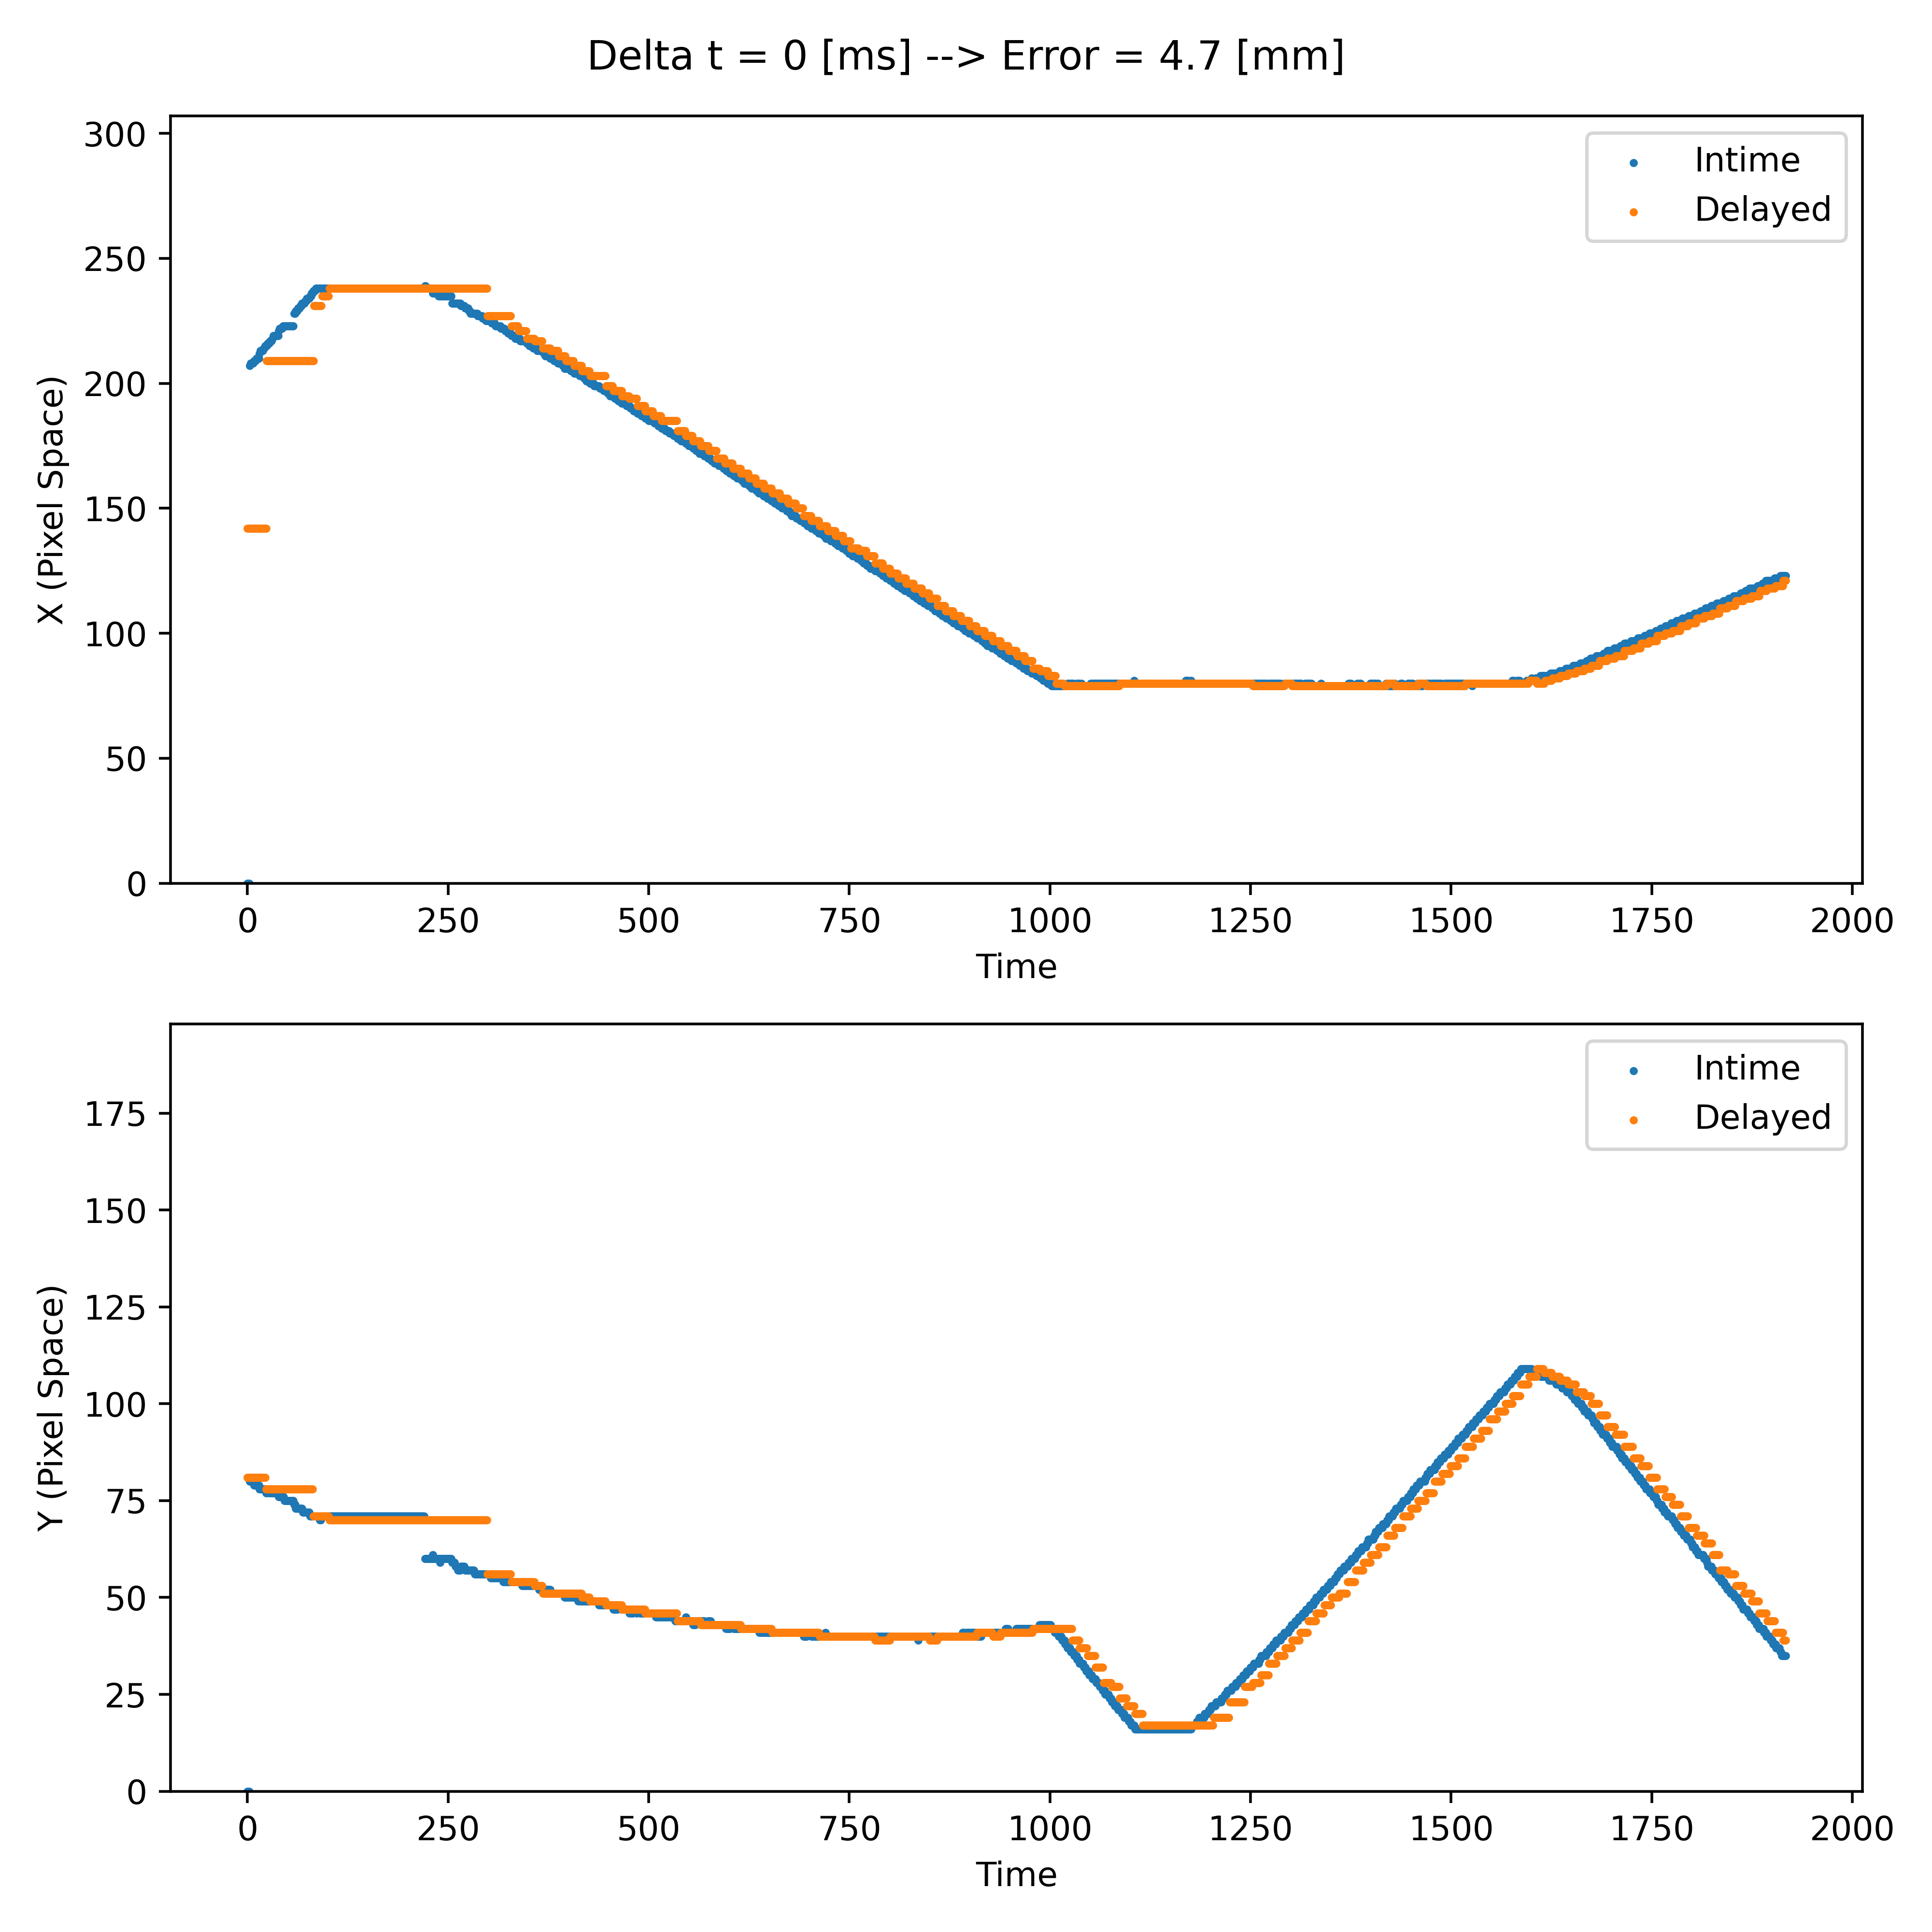 Delta t = 0 [ms] --> Error = 4.7 [mm]
300
250
200
150
100
50
0
X (Pixel Space)
Intime
Delayed
0 250 500 750 1000 1250 1500 1750 2000
Time
175
150
125
100
75
50
25
0
Y (Pixel Space)
Intime
Delayed
0 250 500 750 1000 1250 1500 1750 2000
Time